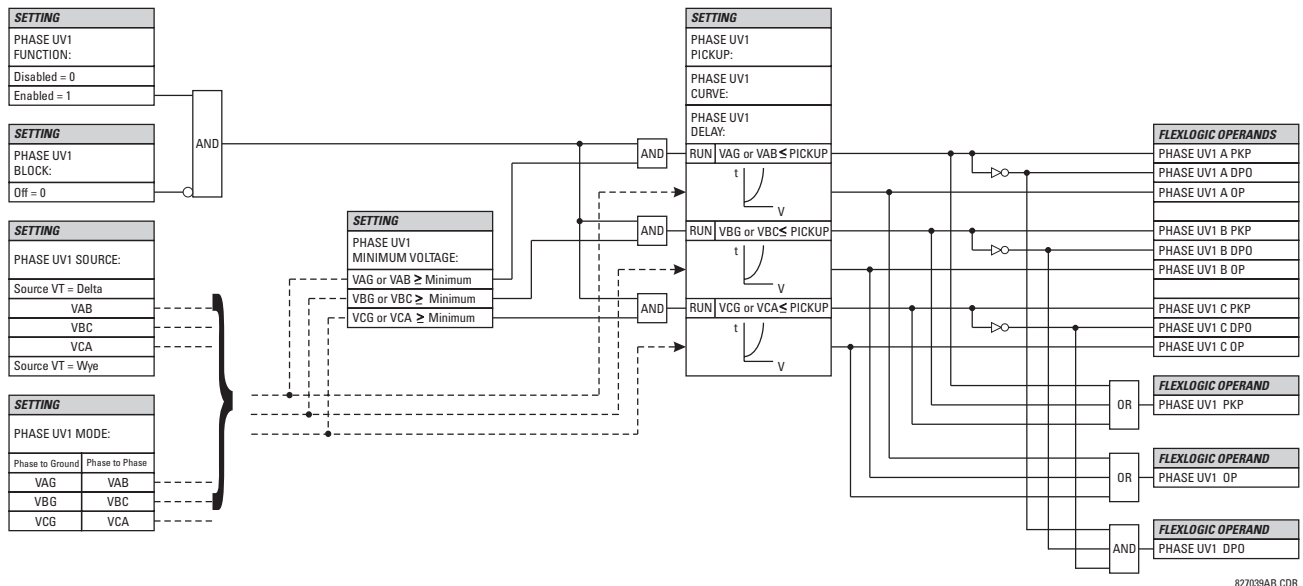 SETTING
PHASE UV1
FUNCTION:
Disabled = 0
Enabled = 1
SETTING
PHASE UV1
BLOCK:
Off = 0
AND
SETTING
PHASE UV1 SOURCE:
Source VT = Delta
VAB
VBC
VCA
Source VT = Wye
SETTING
PHASE UV1 MODE:
Phase to Ground Phase to Phase
VAG VAB
VBG VBC
VCG VCA
SETTING
PHASE UV1
MINIMUM VOLTAGE:
VAG or VAB ≥ Minimum
VBG or VBC ≥ Minimum
VCG or VCA ≥ Minimum
AND
AND
AND
SETTING
PHASE UV1
PICKUP:
PHASE UV1
CURVE:
PHASE UV1
DELAY:
RUN VAG or VAB ≤ PICKUP
t
V
RUN VBG or VBC ≤ PICKUP
t
V
RUN VCG or VCA ≤ PICKUP
t
V
FLEXLOGIC OPERANDS
PHASE UV1 A PKP
PHASE UV1 A DPO
PHASE UV1 A OP
PHASE UV1 B PKP
PHASE UV1 B DPO
PHASE UV1 B OP
PHASE UV1 C PKP
PHASE UV1 C DPO
PHASE UV1 C OP
OR
FLEXLOGIC OPERAND
PHASE UV1 PKP
OR
FLEXLOGIC OPERAND
PHASE UV1 OP
AND
FLEXLOGIC OPERAND
PHASE UV1 DPO
827039AB.CDR